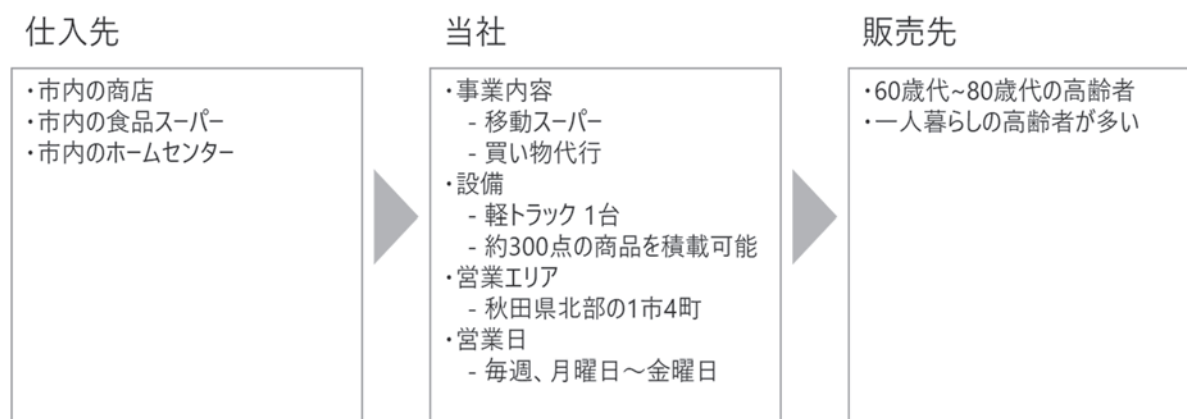 仕入先
・市内の商店
・市内の食品スーパー
・市内のホームセンター
当社
・事業内容
- 移動スーパー
- 買い物代行
・設備
- 軽トラック 1台
- 約300点の商品を積載可能
・営業エリア
- 秋田県北部の1市4町
・営業日
- 毎週、月曜日～金曜日
販売先
・60歳代~80歳代の高齢者
・一人暮らしの高齢者が多い